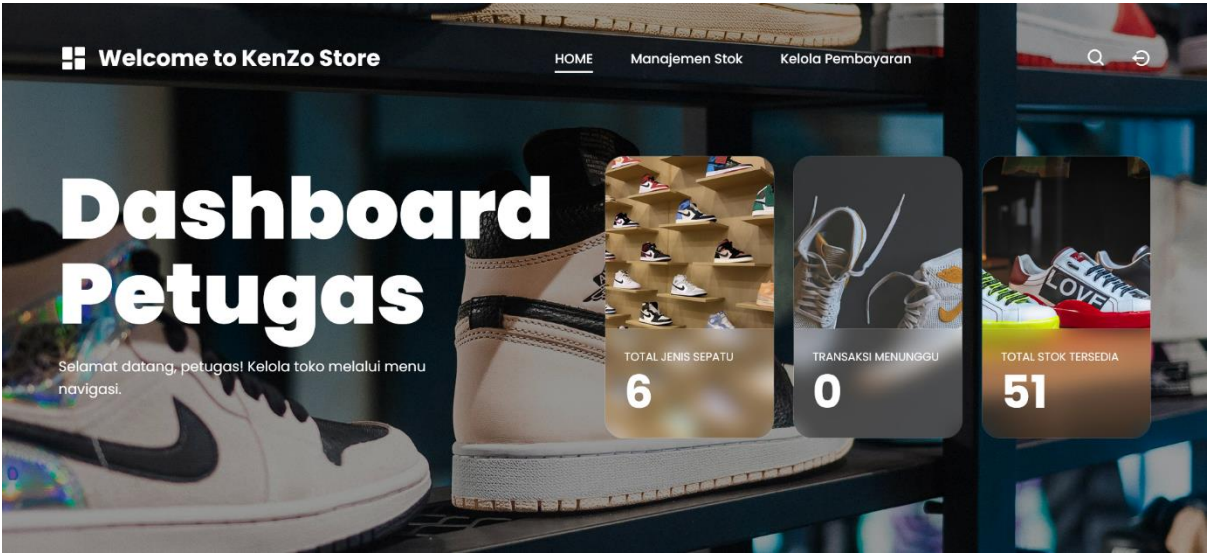 Welcome to KenZo Store
HOME
Manajemen Stok
Kelola Pembayaran
Dashboard
Petugas
Selamat datang, petugas! Kelola toko melalui menu
navigasi.
TOTAL JENIS SEPATU
6
TRANSAKSI MENUNGGU
0
TOTAL STOK TERSEDIA
51
LOVE